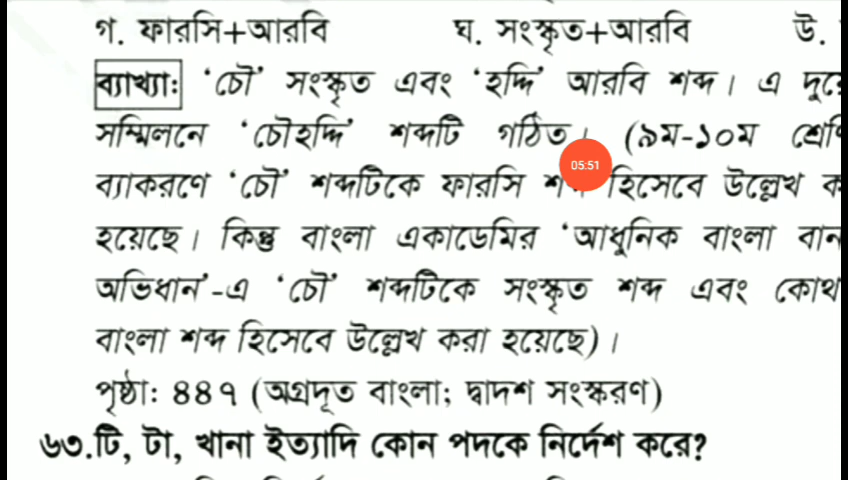 গ. ফারসি+আরবি ঘ. সংস্কৃত+আরবি উ.
ব্যাখ্যা: 'চৌ' সংস্কৃত এবং 'হদ্দি' আরবি শব্দ। এ
সম্মিলনে 'চৌহদ্দি' শব্দটি গঠিত। (৯ম-১০ম
05:51
ব্যাকরণে 'চৌ' শব্দটিকে ফারসি হিসেবে উল্লেখ
হয়েছে। কিন্তু বাংলা একাডেমির 'আধুনিক বাংলা
অভিধান'-এ 'চৌ' শব্দটিকে সংস্কৃত শব্দ এবং
বাংলা শব্দ হিসেবে উল্লেখ করা হয়েছে)।
পৃষ্ঠা: ৪৪৭ (অগ্রদূত বাংলা; দ্বাদশ সংস্করণ)
৬৩.টি, টা, খানা ইত্যাদি কোন পদকে নির্দেশ করে?